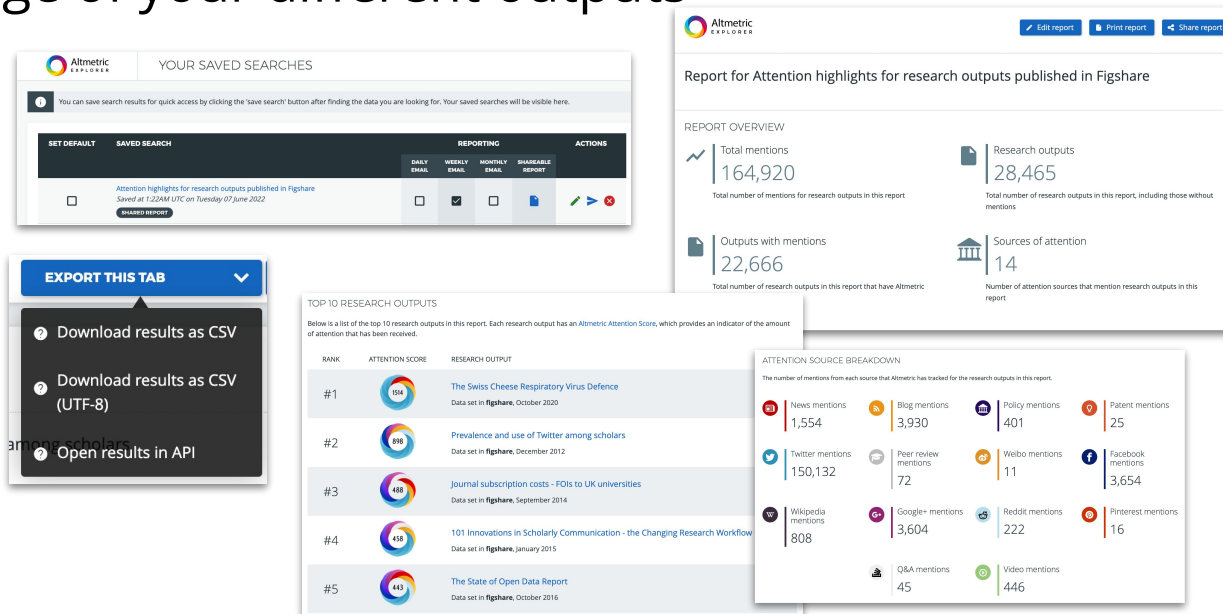 ge of your different outputs
Altmetric
EXPLORER
YOUR SAVED SEARCHES
You can save search results for quick access by clicking the 'save search' button after finding the data you are looking for. Your saved searches will be visible here.
SET DEFAULT SAVED SEARCH REPORTING ACTIONS
DAILY EMAIL WEEKLY EMAIL MONTHLY EMAIL SHAREABLE REPORT
Attention highlights for research outputs published in Figshare
Saved at 1:22AM UTC on Tuesday 07 June 2022
SHARED REPORT
EXPORT THIS TAB
Download results as CSV
Download results as CSV
(UTF-8)
among scholars
Open results in API
Altmetric
EXPLORER
Edit report Print report Share report
Report for Attention highlights for research outputs published in Figshare
REPORT OVERVIEW
Total mentions
164,920
Total number of mentions for research outputs in this report
Research outputs
28,465
Total number of research outputs in this report, including those without
mentions
Outputs with mentions
22,666
Total number of research outputs in this report that have Altmetric
Sources of attention
14
Number of attention sources that mention research outputs in this
report
TOP 10 RESEARCH OUTPUTS
Below is a list of the top 10 research outputs in this report. Each research output has an Altmetric Attention Score, which provides an indicator of the amount
of attention that has been received.
RANK ATTENTION SCORE RESEARCH OUTPUT
#1 1514 The Swiss Cheese Respiratory Virus Defence
Data set in figshare, October 2020
#2 898 Prevalence and use of Twitter among scholars
Data set in figshare, December 2012
#3 488 Journal subscription costs - FOIs to UK universities
Data set in figshare, September 2014
#4 458 101 Innovations in Scholarly Communication - the Changing Research Workflow
Data set in figshare, January 2015
#5 443 The State of Open Data Report
Data set in figshare, October 2016
ATTENTION SOURCE BREAKDOWN
The number of mentions from each source that Altmetric has tracked for the research outputs in this report.
News mentions
1,554
Blog mentions
3,930
Policy mentions
401
Patent mentions
25
Twitter mentions
150,132
Peer review
mentions
72
Weibo mentions
11
Facebook
mentions
3,654
Wikipedia
mentions
808
Google+ mentions
3,604
Reddit mentions
222
Pinterest mentions
16
Q&A mentions
45
Video mentions
446